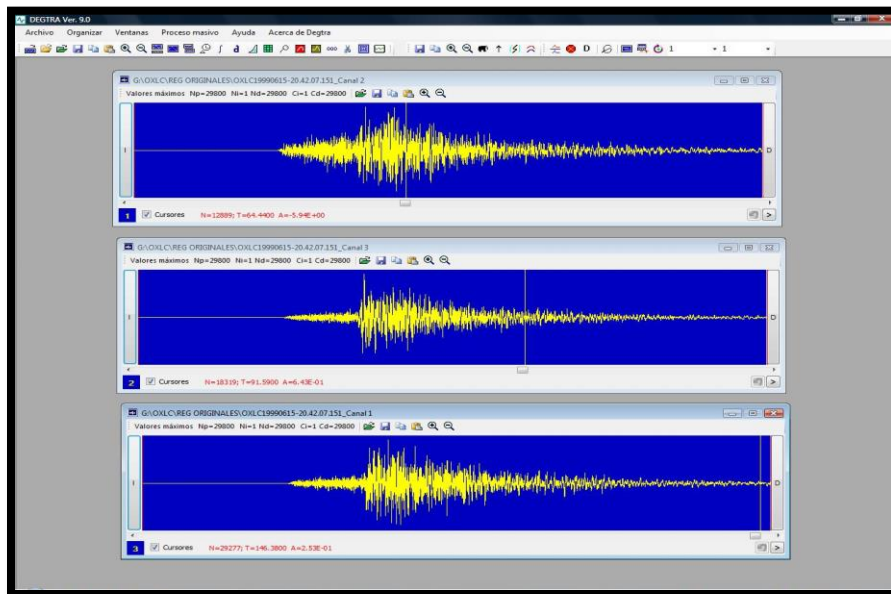 DEGTRA Ver. 9.0
Archivo Organizar Ventanas Proceso masivo Ayuda Acerca de Degtra
D 1 1
G:\OXLC\REG ORIGINALES\OXLC19990615-20.42.07.151_Canal 2
Valores máximos Np=29800 Ni=1 Nd=29800 Ci=1 Cd=29800
I D
1 Cursores N=12889; T=64.4400 A=-5.94E+00 >
G:\OXLC\REG ORIGINALES\OXLC19990615-20.42.07.151_Canal 3
Valores máximos Np=29800 Ni=1 Nd=29800 Ci=1 Cd=29800
I D
2 Cursores N=18319; T=91.5900 A=6.43E-01 >
G:\OXLC\REG ORIGINALES\OXLC19990615-20.42.07.151_Canal 1
Valores máximos Np=29800 Ni=1 Nd=29800 Ci=1 Cd=29800
I D
3 Cursores N=29277; T=146.3800 A=2.53E-01 >